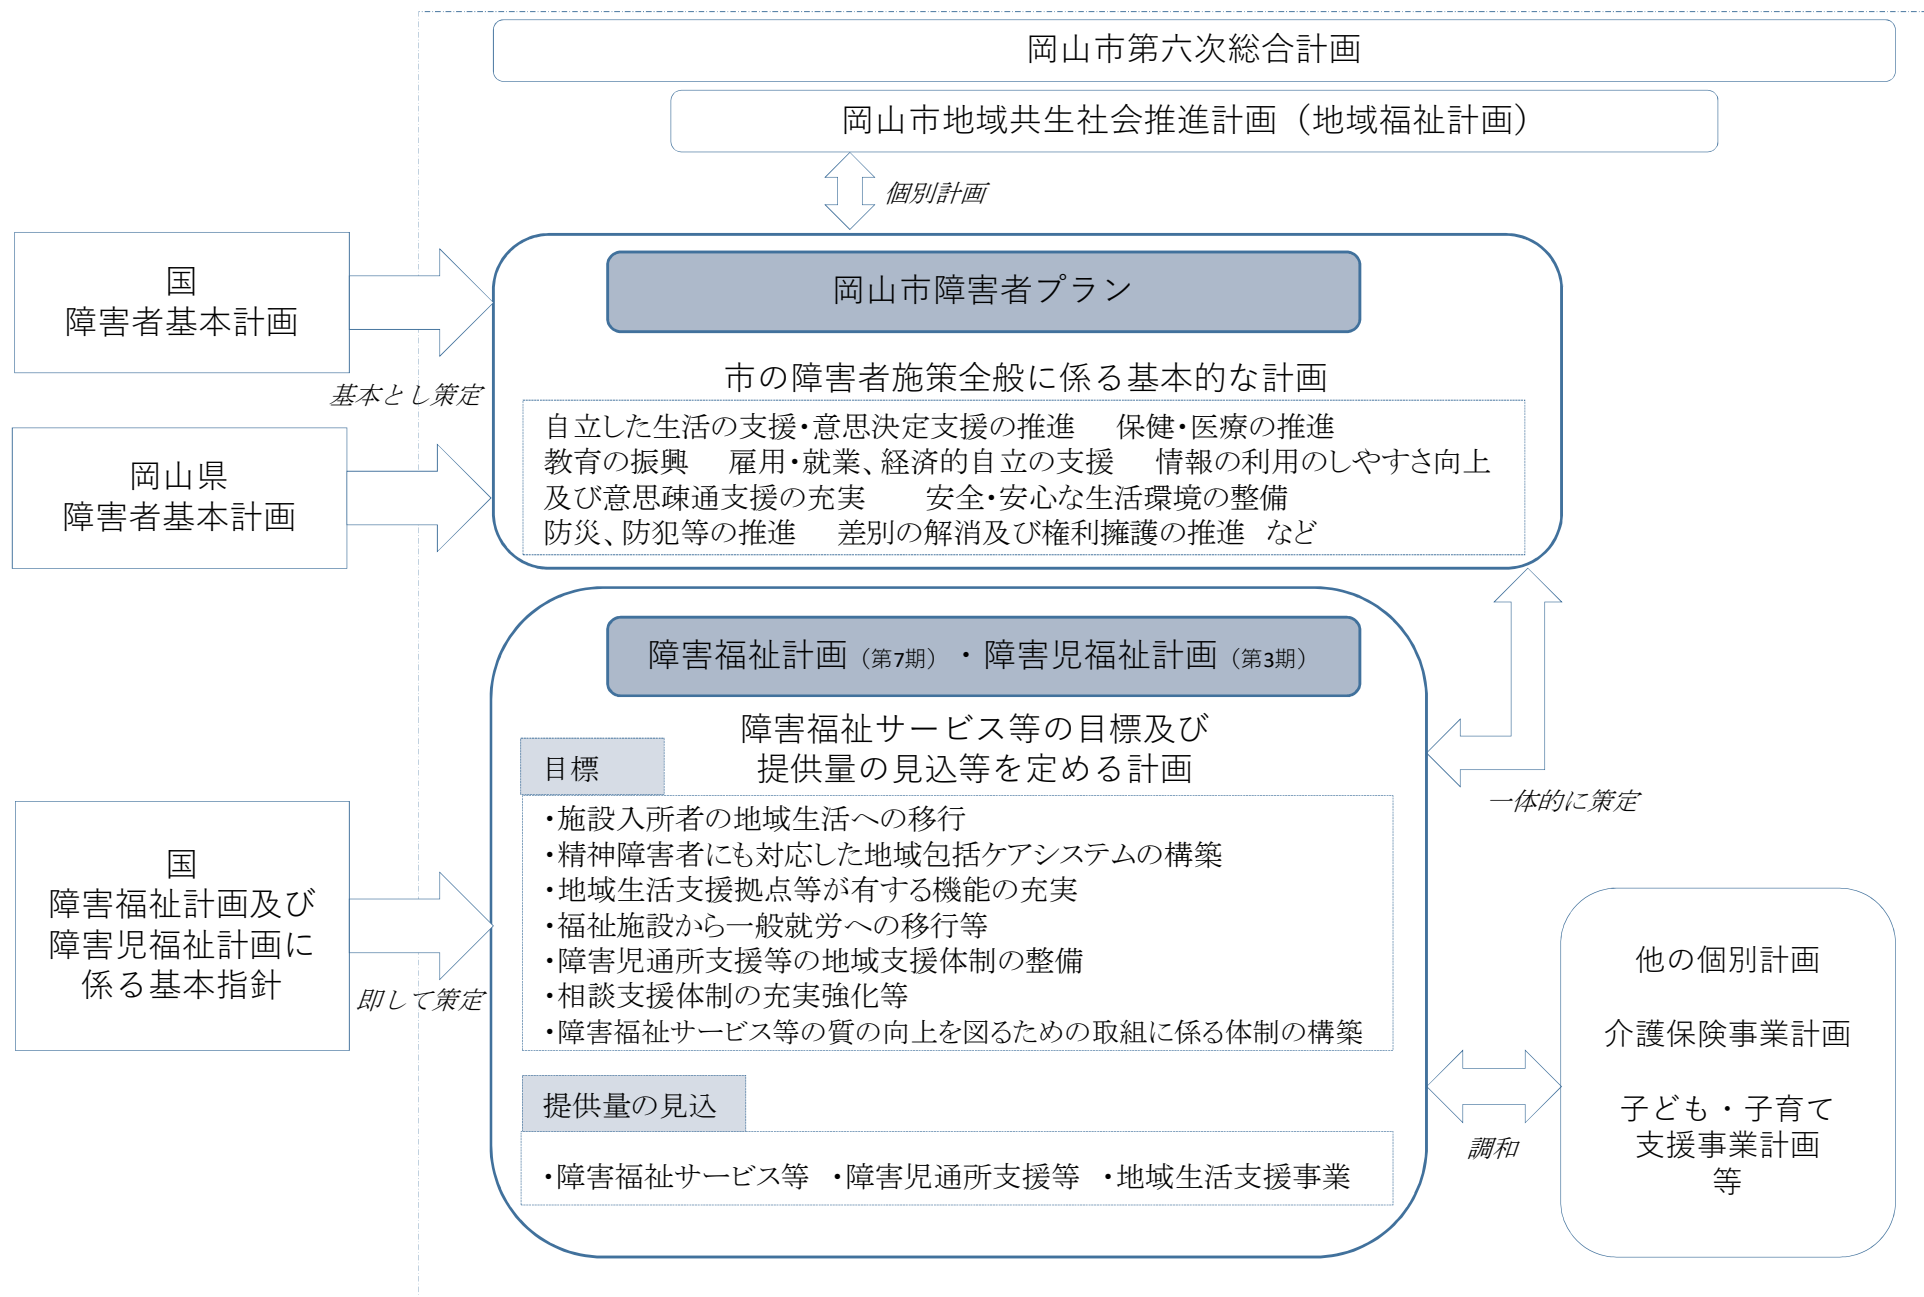 岡山市第六次総合計画
岡山市地域共生社会推進計画（地域福祉計画）
個別計画
国
障害者基本計画
基本とし策定
岡山県
障害者基本計画
岡山市障害者プラン
市の障害者施策全般に係る基本的な計画
自立した生活の支援・意思決定支援の推進　保健・医療の推進
教育の振興　雇用・就業、経済的自立の支援　情報の利用のしやすさ向上
及び意思疎通支援の充実　安全・安心な生活環境の整備
防災、防犯等の推進　差別の解消及び権利擁護の推進　など
障害福祉計画（第7期）・障害児福祉計画（第3期）
障害福祉サービス等の目標及び
提供量の見込等を定める計画
目標
・施設入所者の地域生活への移行
・精神障害者にも対応した地域包括ケアシステムの構築
・地域生活支援拠点等が有する機能の充実
・福祉施設から一般就労への移行等
・障害児通所支援等の地域支援体制の整備
・相談支援体制の充実強化等
・障害福祉サービス等の質の向上を図るための取組に係る体制の構築
提供量の見込
・障害福祉サービス等　・障害児通所支援等　・地域生活支援事業
国
障害福祉計画及び
障害児福祉計画に
係る基本指針
即して策定
一体的に策定
他の個別計画
介護保険事業計画
子ども・子育て
支援事業計画
等
調和